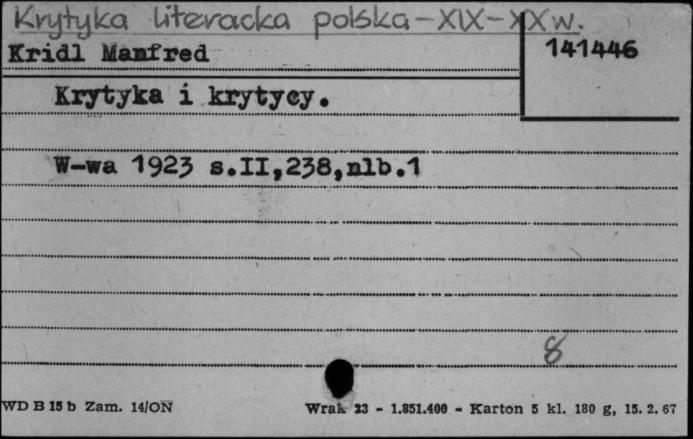 Krytyka literacka polska-XIX-XX w.
Kridl Manfred
141446
Krytyka i krytycy.
W-wa 1923 s.II,238,nlb.1
8
WD B 15 b Zam. 14/ON Wrak 23 - 1.851.400 - Karton 5 kl. 180 g, 15. 2. 67